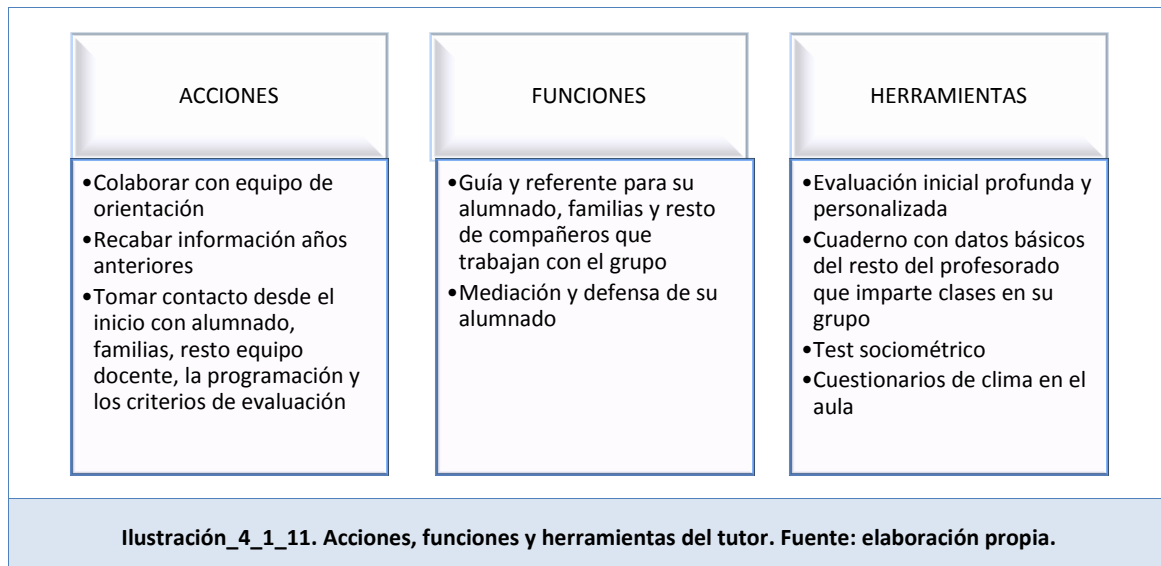 ACCIONES
•Colaborar con equipo de
orientación
•Recabar información años
anteriores
•Tomar contacto desde el
inicio con alumnado,
familias, resto equipo
docente, la programación y
los criterios de evaluación
FUNCIONES
•Guía y referente para su
alumnado, familias y resto
de compañeros que
trabajan con el grupo
•Mediación y defensa de su
alumnado
HERRAMIENTAS
•Evaluación inicial profunda y
personalizada
•Cuaderno con datos básicos
del resto del profesorado
que imparte clases en su
grupo
•Test sociométrico
•Cuestionarios de clima en el
aula
Ilustración_4_1_11. Acciones, funciones y herramientas del tutor. Fuente: elaboración propia.